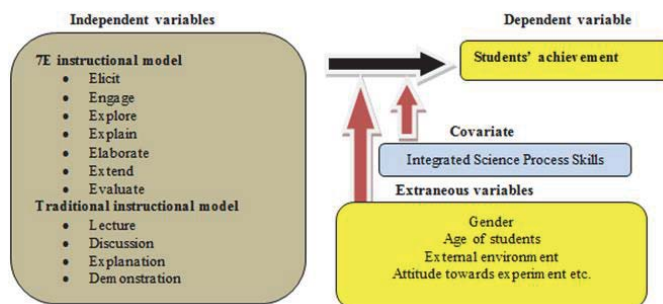 Independent variables
7E instructional model
Elicit
Engage
Explore
Explain
Elaborate
Extend
Evaluate
Traditional instructional model
Lecture
Discussion
Explanation
Demonstration
Dependent variable
Students' achievement
Covariate
Integrated Science Process Skills
Extraneous variables
Gender
Age of students
External environment
Attitude towards experiment etc.